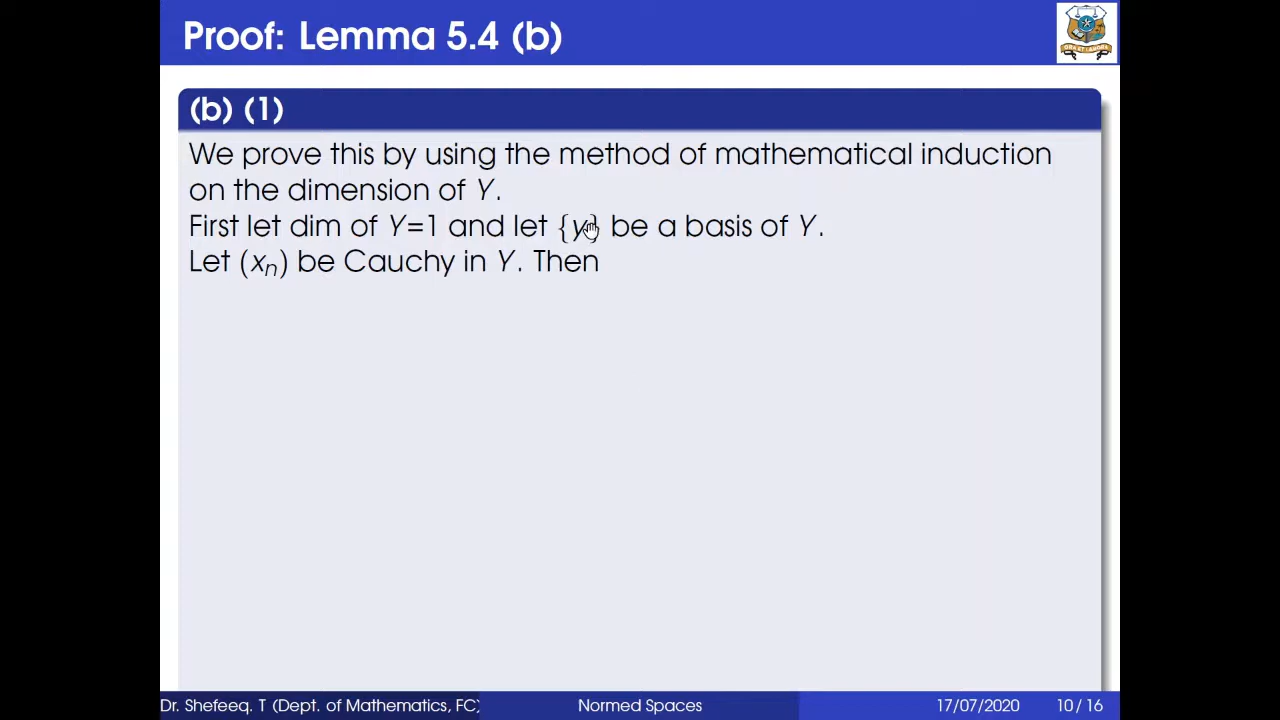 Proof: Lemma 5.4 (b)
(b) (1)
We prove this by using the method of mathematical induction
on the dimension of Y.
First let dim of Y=1 and let {y} be a basis of Y.
Let (xₙ) be Cauchy in Y. Then
Dr. Shefeeq. T (Dept. of Mathematics, FC)
Normed Spaces
17/07/2020
10 / 16